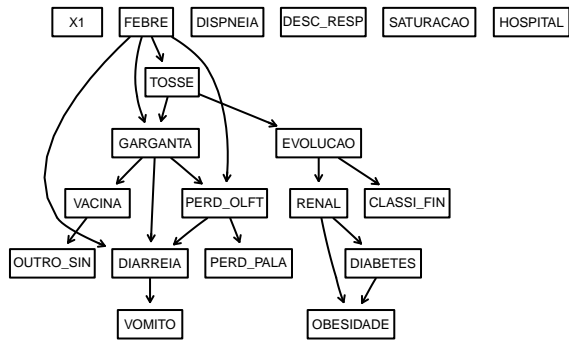 X1 FEBRE DISPNEIA DESC_RESP SATURACAO HOSPITAL
TOSSE
GARGANTA EVOLUCAO
VACINA PERD_OLFT RENAL CLASSI_FIN
OUTRO_SIN DIARREIA PERD_PALA DIABETES
VOMITO OBESIDADE